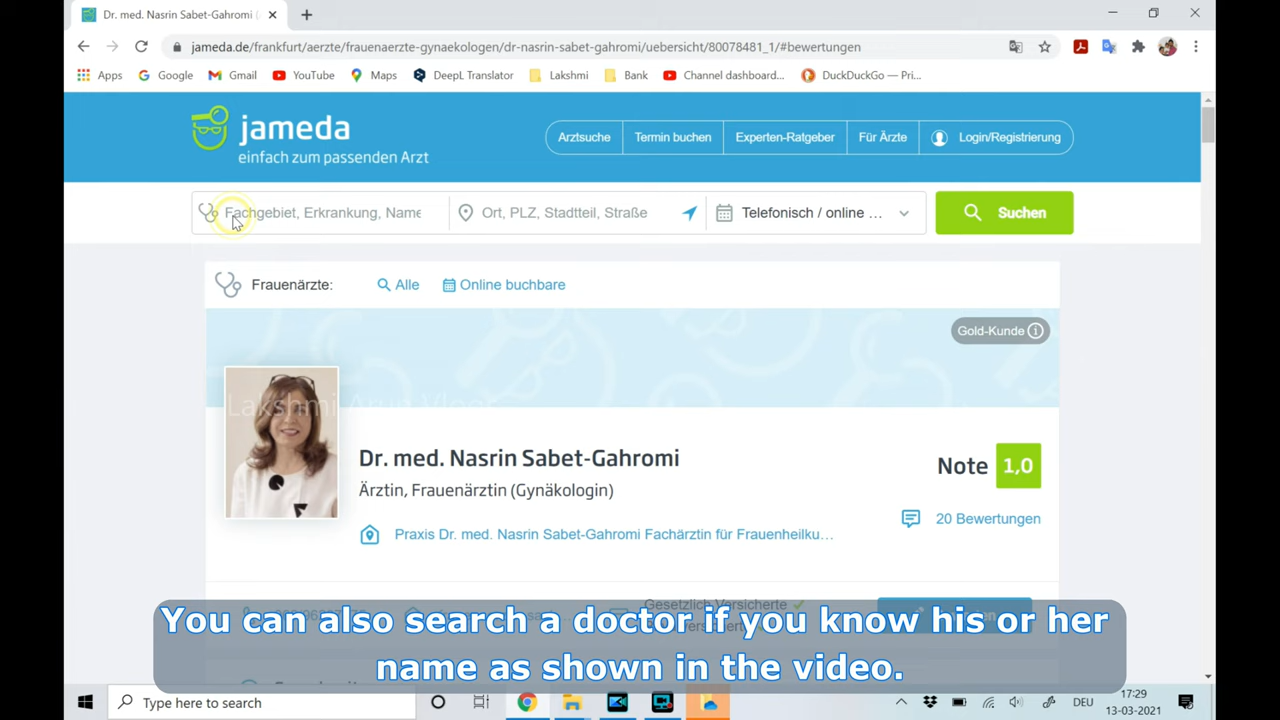 Dr. med. Nasrin Sabet-Gahromi (
jameda.de/frankfurt/aerzte/frauenaerzte-gynaekologen/dr-nasrin-sabet-gahromi/uebersicht/80078481_1/#bewertungen
Apps Google Gmail YouTube Maps DeepL Translator Lakshmi Bank Channel dashboard... DuckDuckGo — Pri...
jameda
einfach zum passenden Arzt
Arztsuche Termin buchen Experten-Ratgeber Für Ärzte Login/Registrierung
Fachgebiet, Erkrankung, Name Ort, PLZ, Stadtteil, Straße Telefonisch / online ... Suchen
Frauenärzte: Alle Online buchbare
Gold-Kunde
Lakshmi Arun Vlogs
Dr. med. Nasrin Sabet-Gahromi
Note 1,0
Ärztin, Frauenärztin (Gynäkologin)
20 Bewertungen
Praxis Dr. med. Nasrin Sabet-Gahromi Fachärztin für Frauenheilku...
Gesetzlich Versicherte
You can also search a doctor if you know his or her
name as shown in the video.
Type here to search
DEU
17:29
13-03-2021